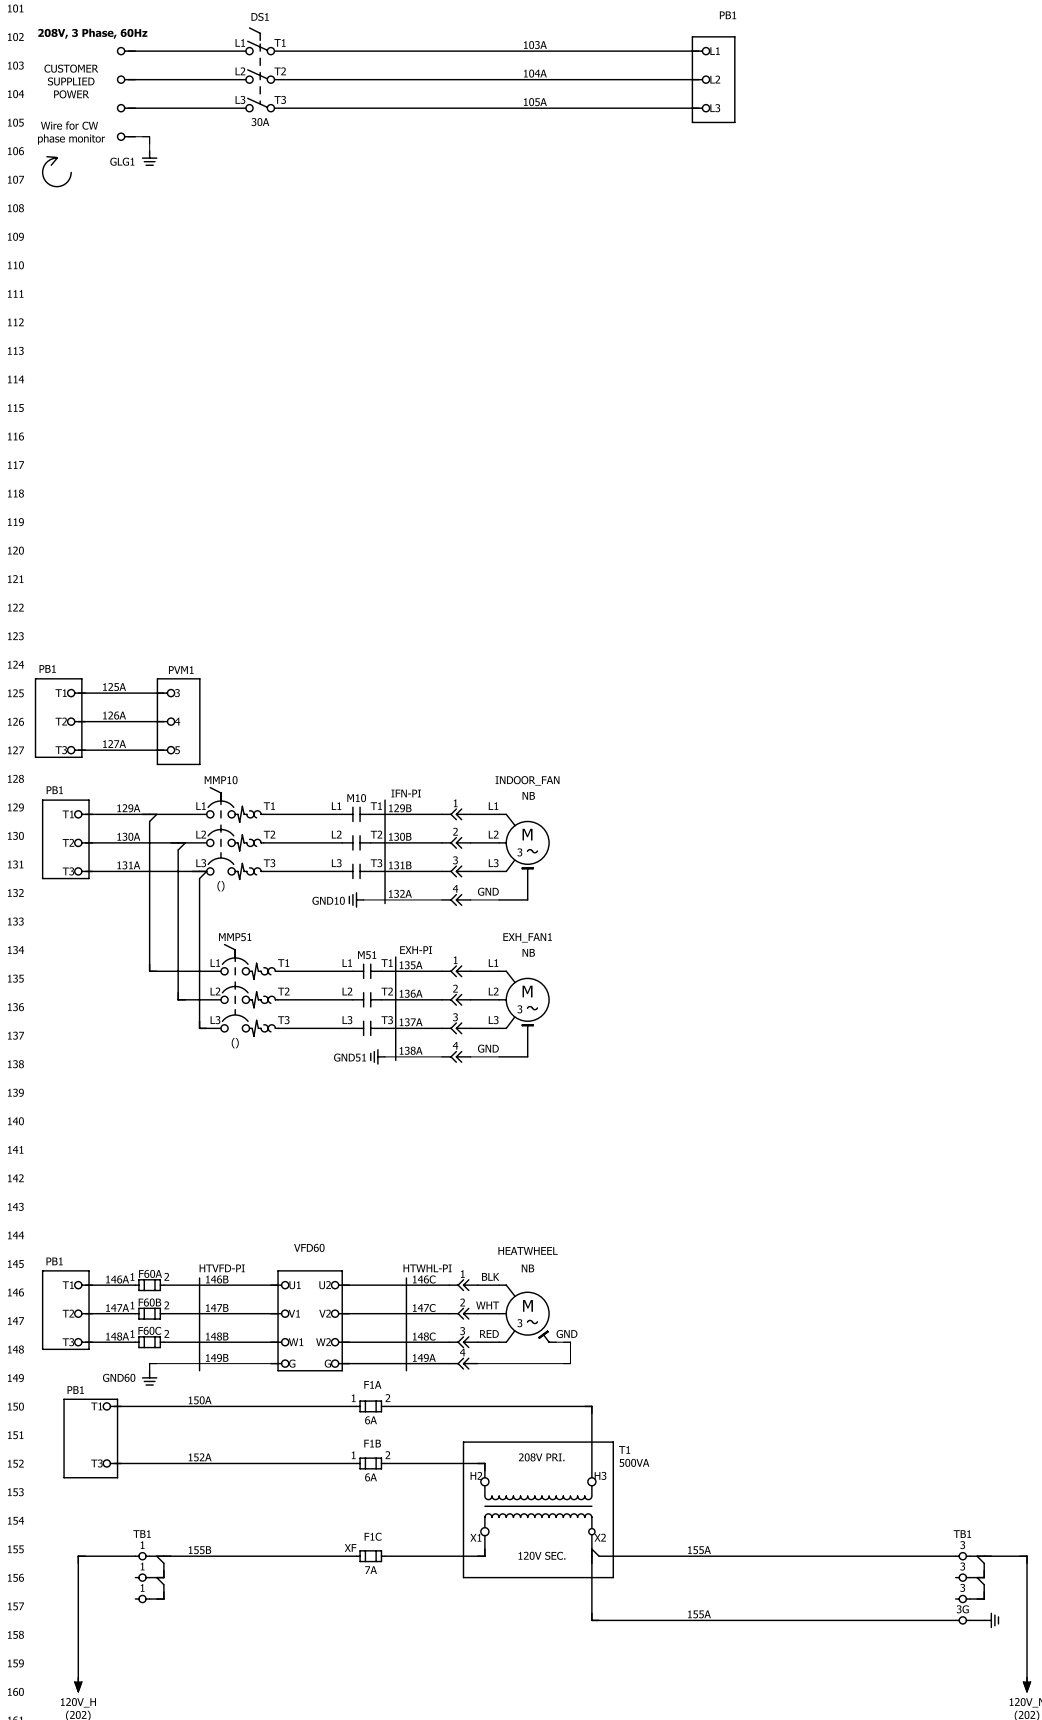 101
DS1
PB1
102
208V, 3 Phase, 60Hz
L1
T1
103A
L1
103
CUSTOMER
SUPPLIED
POWER
L2
T2
104A
L2
104
L3
T3
105A
L3
105
30A
Wire for CW
phase monitor
106
GLG1
107
108
109
110
111
112
113
114
115
116
117
118
119
120
121
122
123
124
PB1
PVM1
125
T1
125A
3
126
T2
126A
4
127
T3
127A
5
128
MMP10
INDOOR_FAN
PB1
M10
IFN-PI
NB
129
T1
129A
L1
T1
L1
T1
129B
1
L1
130
T2
130A
L2
T2
L2
T2
130B
2
L2
M
3 ~
131
T3
131A
L3
T3
L3
T3
131B
3
L3
()
132
GND10
132A
4
GND
133
134
MMP51
EXH_FAN1
M51
EXH-PI
NB
135
L1
T1
L1
T1
135A
1
L1
136
L2
T2
L2
T2
136A
2
L2
M
3 ~
137
L3
T3
L3
T3
137A
3
L3
()
138
GND51
138A
4
GND
139
140
141
142
143
144
VFD60
HEATWHEEL
145
PB1
HTVFD-PI
HTWHL-PI
NB
146
T1
146A
1
F60A
2
146B
U1
U2
146C
1
BLK
147
T2
147A
1
F60B
2
147B
V1
V2
147C
2
WHT
M
3 ~
148
T3
148A
1
F60C
2
148B
W1
W2
148C
3
RED
GND
149
GND60
149B
G
G
149A
4
PB1
F1A
150
T1
150A
1
2
6A
151
F1B
T1
500VA
152
T3
152A
1
2
6A
208V PRI.
153
H2
H3
154
TB1
F1C
X1
X2
TB1
155
1
155B
XF
7A
120V SEC.
155A
3
156
1
3
157
1
3
155A
3G
158
159
160
120V_H
(202)
(202)